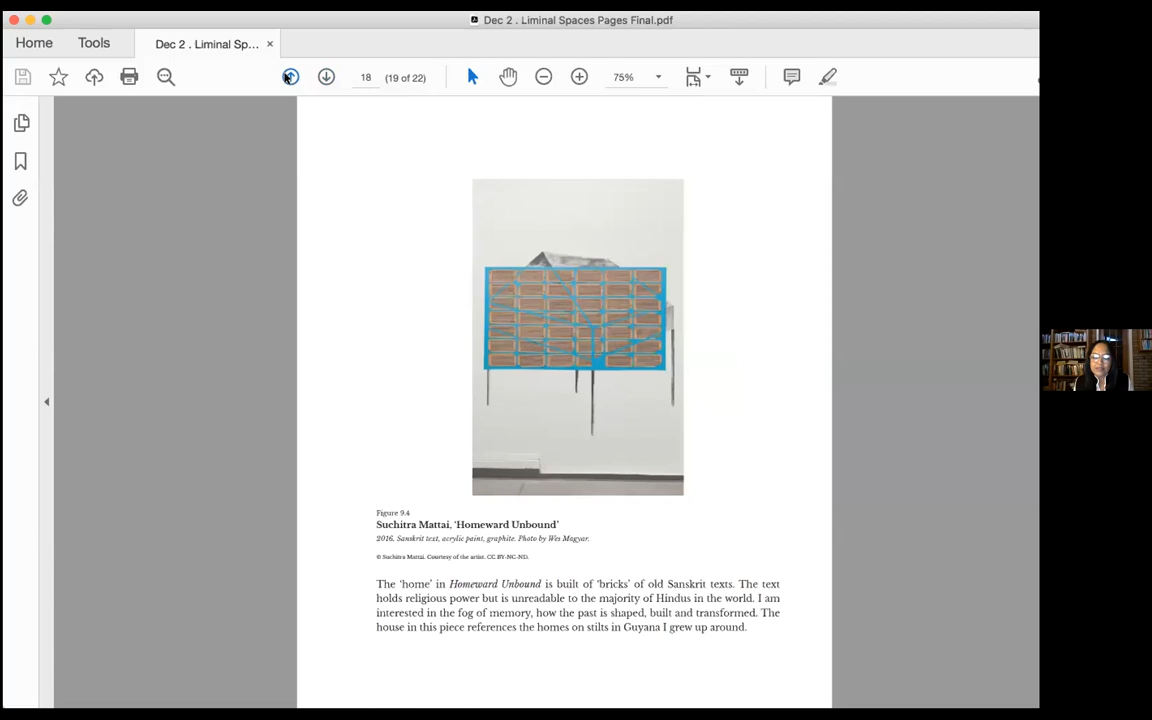 Dec 2 . Liminal Spaces Pages Final.pdf
Home
Tools
Dec 2 . Liminal Sp... ×
18 (19 of 22)
75%
Figure 9.4
Suchitra Mattai, ‘Homeward Unbound’
2016, Sanskrit text, acrylic paint, graphite. Photo by Wes Magyar.
© Suchitra Mattai. Courtesy of the artist. CC BY-NC-ND.
The ‘home’ in Homeward Unbound is built of ‘bricks’ of old Sanskrit texts. The text
holds religious power but is unreadable to the majority of Hindus in the world. I am
interested in the fog of memory, how the past is shaped, built and transformed. The
house in this piece references the homes on stilts in Guyana I grew up around.